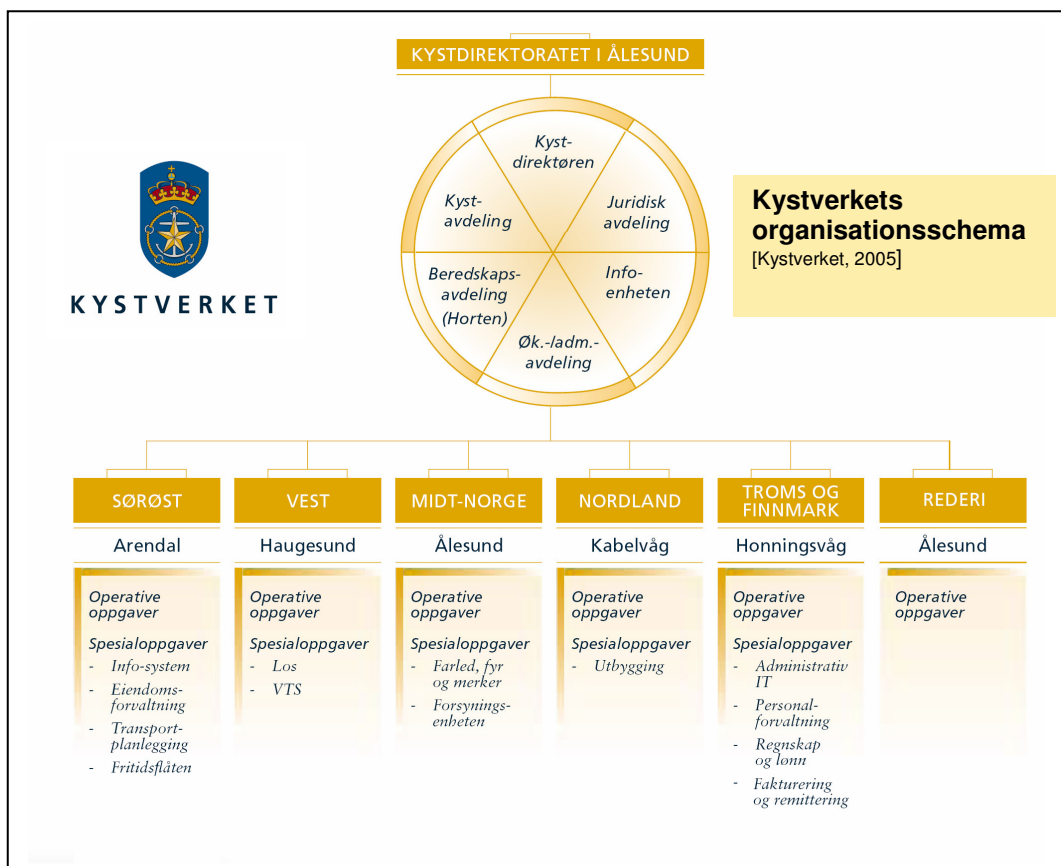 KYSTDIREKTORATET I ÅLESUND
Kyst-
direktøren
Kyst-
avdeling
Juridisk
avdeling
Beredskaps-
avdeling
(Horten)
Info-
enheten
Øk.-/adm.-
avdeling
KYSTVERKET
Kystverkets
organisationsschema
[Kystverket, 2005]
SØRØST
Arendal
Operative
oppgaver
Spesialoppgaver
- Info-system
- Eiendoms-
forvaltning
- Transport-
planlegging
- Fritidsflåten
VEST
Haugesund
Operative
oppgaver
Spesialoppgaver
- Los
- VTS
MIDT-NORGE
Ålesund
Operative
oppgaver
Spesialoppgaver
- Farled, fyr
og merker
- Forsynings-
enheten
NORDLAND
Kabelvåg
Operative
oppgaver
Spesialoppgaver
- Utbygging
TROMS OG
FINNMARK
Honningsvåg
Operative
oppgaver
Spesialoppgaver
- Administrativ
IT
- Personal-
forvaltning
- Regnskap
og lønn
- Fakturering
og remittering
REDERI
Ålesund
Operative
oppgaver